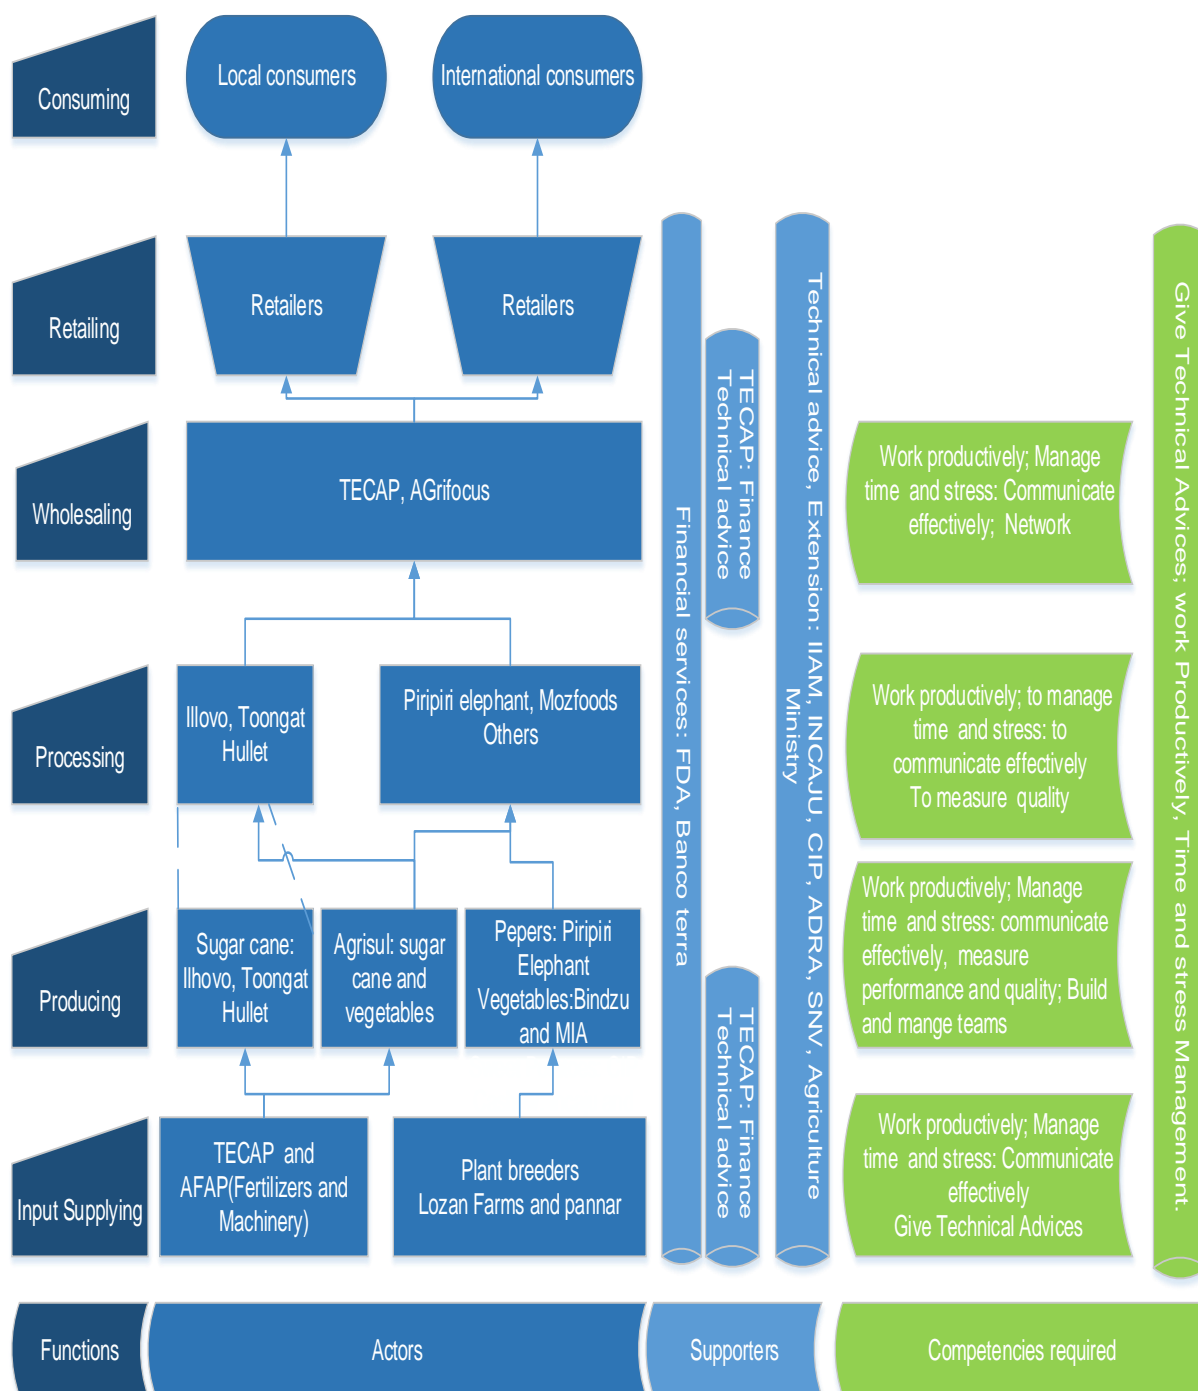 Consuming
Local consumers
International consumers
Retailing
Retailers
Retailers
Wholesaling
TECAP, AGrifocus
Processing
Illovo, Toongat
Hullet
Piripiri elephant, Mozfoods
Others
Producing
Sugar cane:
Ilhovo, Toongat
Hullet
Agrisul: sugar
cane and
vegetables
Pepers: Piripiri
Elephant
Vegetables:Bindzu
and MIA
Input Supplying
TECAP and
AFAP(Fertilizers and
Machinery)
Plant breeders
Lozan Farms and pannar
Financial services: FDA, Banco terra
TECAP: Finance
Technical advice
TECAP: Finance
Technical advice
Technical advice, Extension: IIAM, INCAJU, CIP, ADRA, SNV, Agriculture
Ministry
Work productively; Manage
time and stress: Communicate
effectively; Network
Work productively; to manage
time and stress: to
communicate effectively
To measure quality
Work productively; Manage
time and stress: communicate
effectively, measure
performance and quality; Build
and mange teams
Work productively; Manage
time and stress: Communicate
effectively
Give Technical Advices
Give Technical Advices; work Productively, Time and stress Management.
Functions
Actors
Supporters
Competencies required